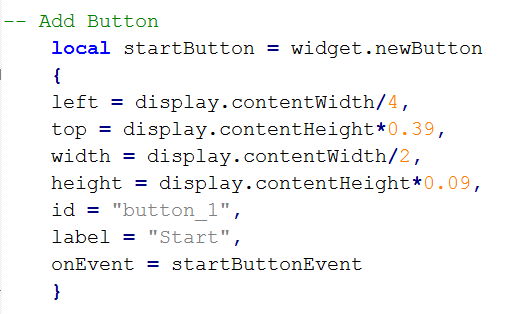 -- Add Button
local startButton = widget.newButton
{
left = display.contentWidth/4,
top = display.contentHeight*0.39,
width = display.contentWidth/2,
height = display.contentHeight*0.09,
id = "button_1",
label = "Start",
onEvent = startButtonEvent
}